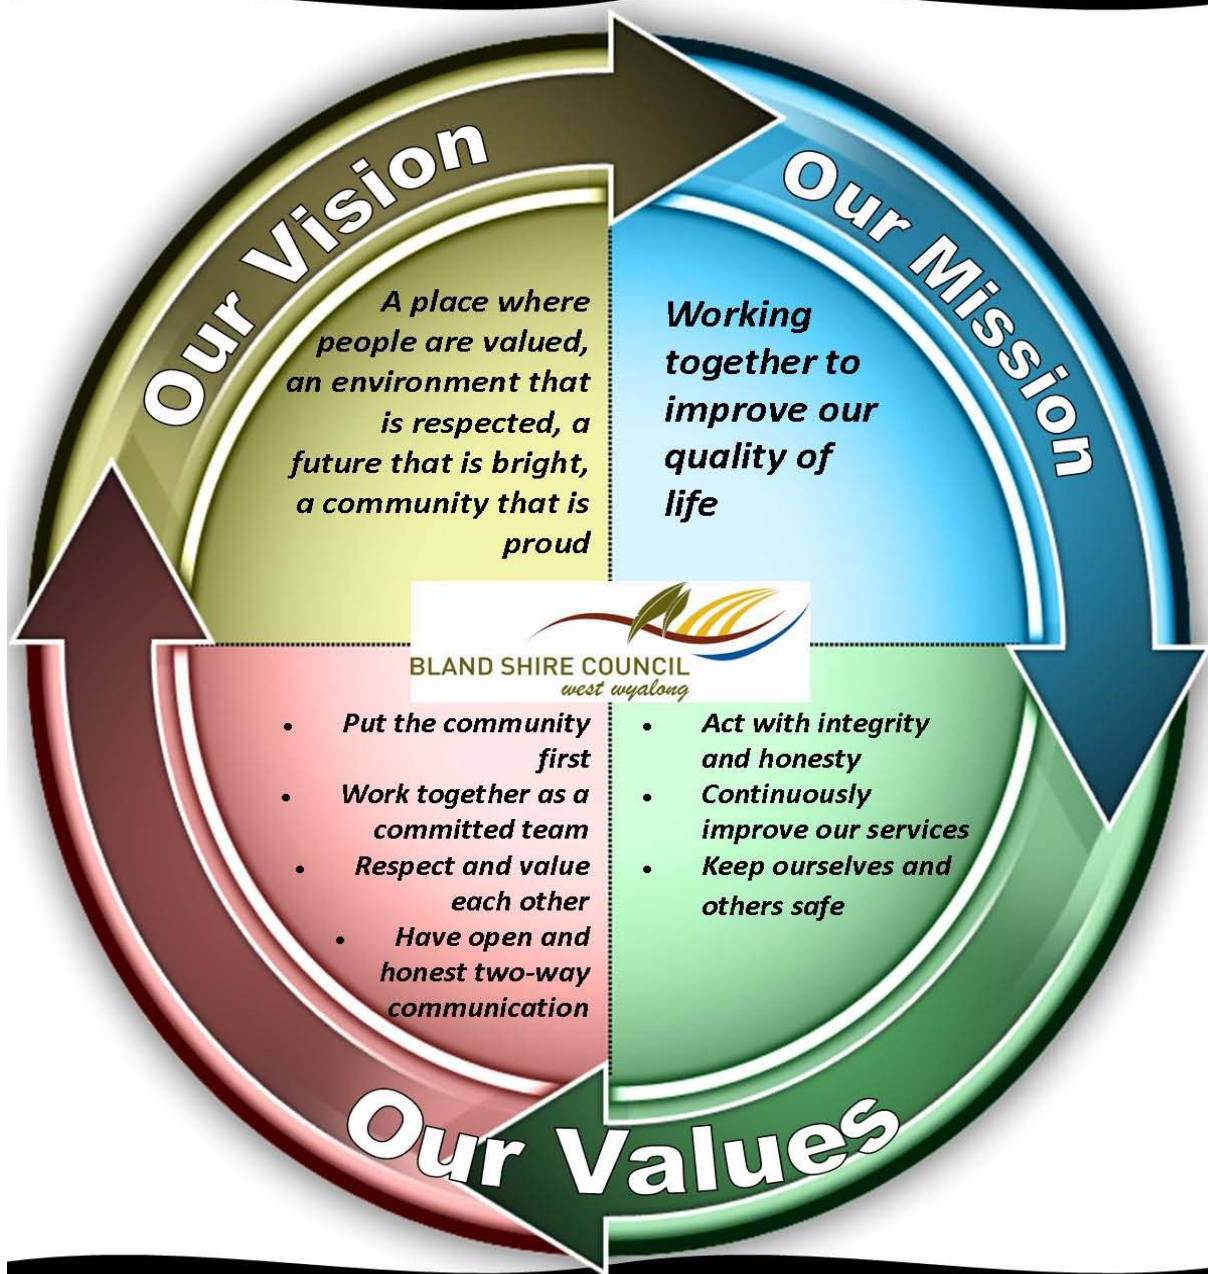 Our Vision
A place where
people are valued,
an environment that
is respected, a
future that is bright,
a community that is
proud
Our Mission
Working
together to
improve our
quality of
life
BLAND SHIRE COUNCIL
west wyalong
• Put the community
first
• Work together as a
committed team
• Respect and value
each other
• Have open and
honest two-way
communication
• Act with integrity
and honesty
• Continuously
improve our services
• Keep ourselves and
others safe
Our Values